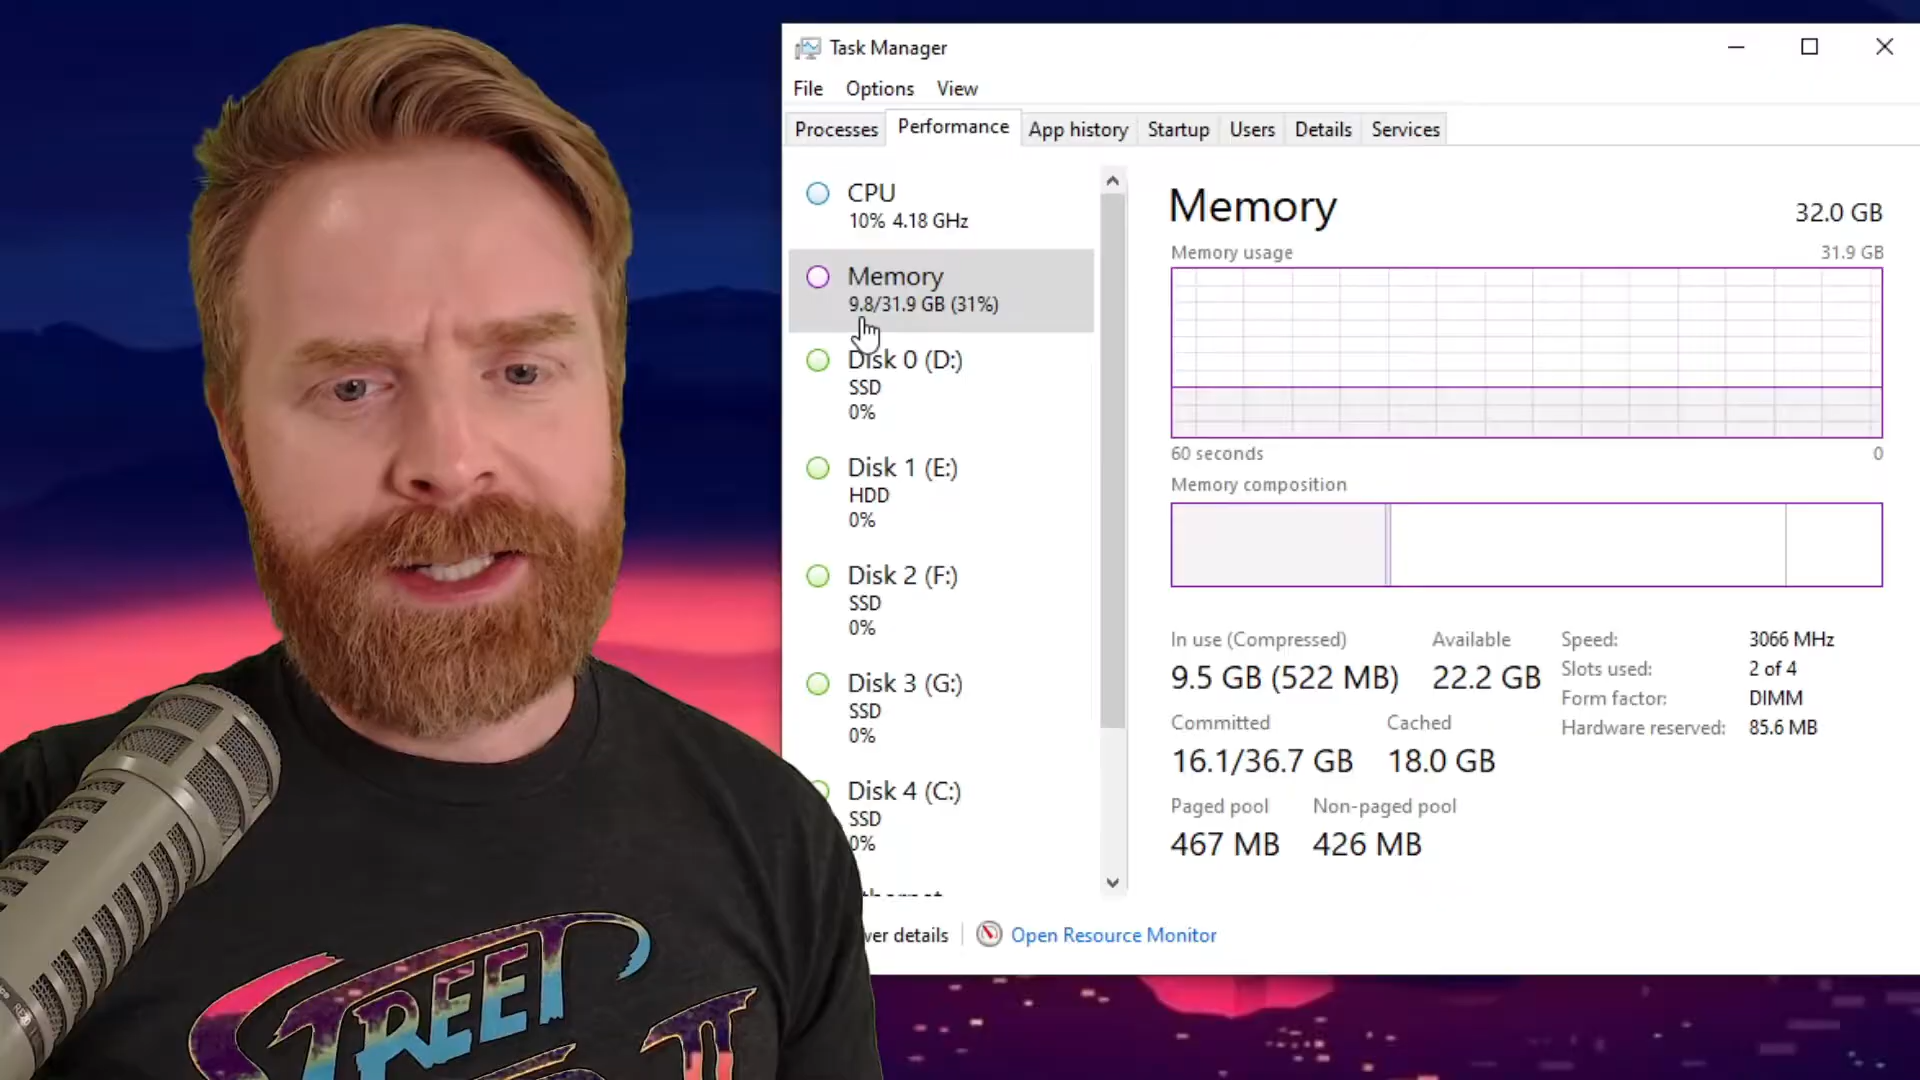 Task Manager
File Options View
Processes Performance App history Startup Users Details Services
CPU
10% 4.18 GHz
Memory
9.8/31.9 GB (31%)
Disk 0 (D:)
SSD
0%
Disk 1 (E:)
HDD
0%
Disk 2 (F:)
SSD
0%
Disk 3 (G:)
SSD
0%
Disk 4 (C:)
SSD
0%
Memory 32.0 GB
Memory usage 31.9 GB
60 seconds 0
Memory composition
In use (Compressed) Available
9.5 GB (522 MB) 22.2 GB
Committed Cached
16.1/36.7 GB 18.0 GB
Paged pool Non-paged pool
467 MB 426 MB
Speed: 3066 MHz
Slots used: 2 of 4
Form factor: DIMM
Hardware reserved: 85.6 MB
details Open Resource Monitor
STREET
II